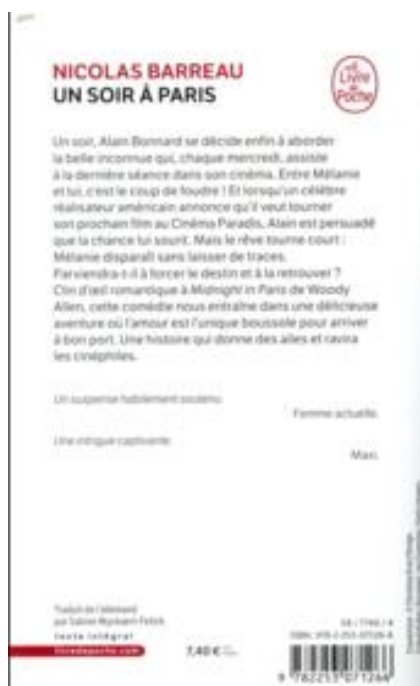 NICOLAS BARREAU
UN SOIR À PARIS
Le
Livre
de
Poche
Un soir, Alain Bonnard se décide enfin à aborder
la belle inconnue qui, chaque mercredi, assiste
à la dernière séance dans son cinéma. Entre Mélanie
et lui, c'est le coup de foudre ! Et lorsqu'un célèbre
réalisateur américain annonce qu'il veut tourner
son prochain film au Cinéma Paradis, Alain est persuadé
que la chance lui sourit. Mais le rêve tourne court :
Mélanie disparaît sans laisser de traces.
Parviendra-t-il à forcer le destin et à la retrouver ?
Clin d'œil romantique à Midnight in Paris de Woody
Allen, cette comédie nous entraîne dans une délicieuse
aventure où l'amour est l'unique boussole pour arriver
à bon port. Une histoire qui donne des ailes et ravira
les cinéphiles.
Un suspense habilement soutenu.
Femme actuelle.
Une intrigue captivante.
Maxi.
Traduit de l'allemand
par Sabine Wyckaert-Fetick.
texte intégral
livredepoche.com
7,40 €
9 782253 071266